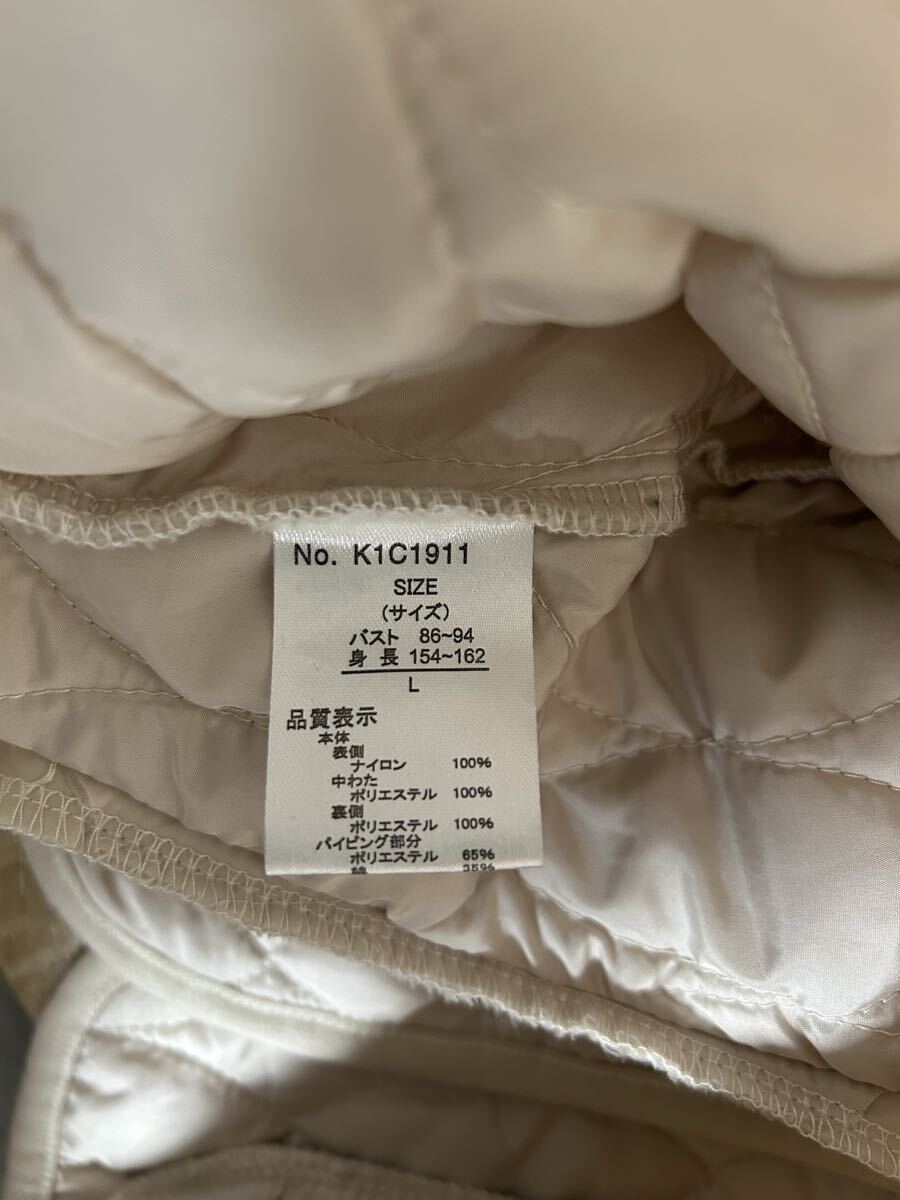 No. K1C1911
SIZE
(サイズ)
バスト 86~94
身長 154~162
L
品質表示
本体
表側
ナイロン 100%
中わた
ポリエステル 100%
裏側
ポリエステル 100%
パイピング部分
ポリエステル 65%
綿 35%